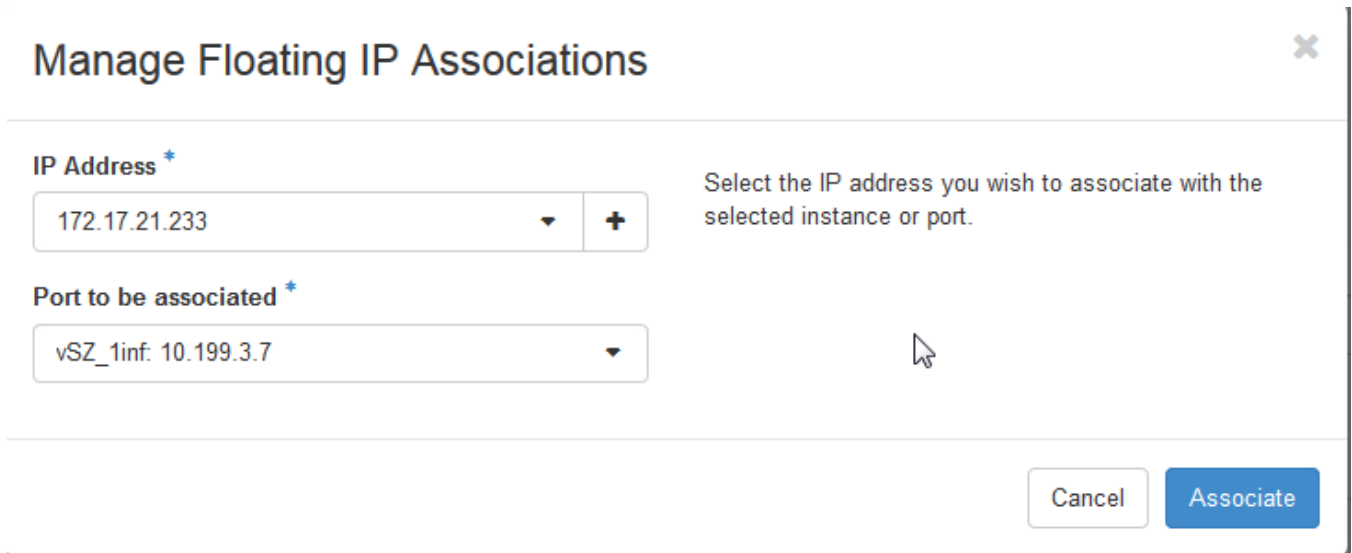 Manage Floating IP Associations
IP Address *
172.17.21.233
Select the IP address you wish to associate with the
selected instance or port.
Port to be associated *
vSZ_1inf: 10.199.3.7
Cancel
Associate